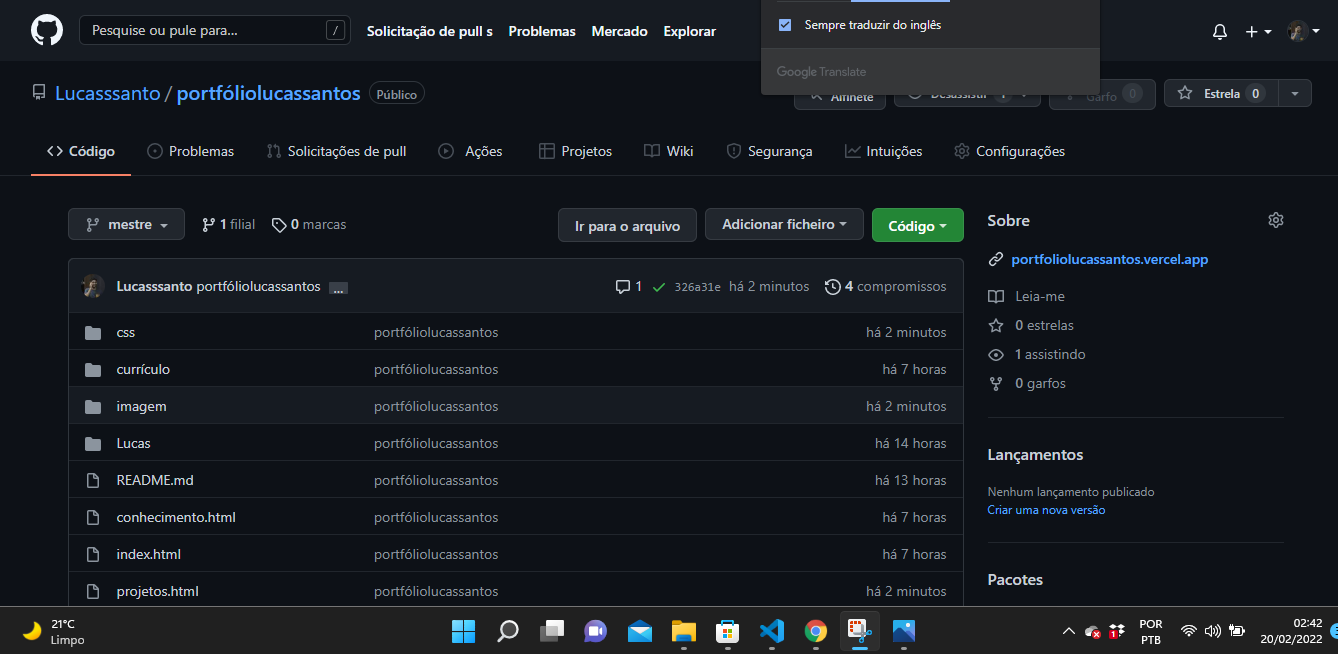 Sempre traduzir do inglês
Google Translate
Pesquise ou pule para... /
Solicitação de pull s Problemas Mercado Explorar
Lucasssanto / portfóliolucassantos Público
Alfinete Desassistir 1 Garfo 0 Estrela 0
Código Problemas Solicitações de pull Ações Projetos Wiki Segurança Intuições Configurações
mestre 1 filial 0 marcas Ir para o arquivo Adicionar ficheiro Código
Lucasssanto portfóliolucassantos ... 1 326a31e há 2 minutos 4 compromissos
css portfóliolucassantos há 2 minutos
currículo portfóliolucassantos há 7 horas
imagem portfóliolucassantos há 2 minutos
Lucas portfóliolucassantos há 14 horas
README.md portfóliolucassantos há 13 horas
conhecimento.html portfóliolucassantos há 7 horas
index.html portfóliolucassantos há 7 horas
projetos.html portfóliolucassantos há 2 minutos
Sobre
portfoliolucassantos.vercel.app
Leia-me
0 estrelas
1 assistindo
0 garfos
Lançamentos
Nenhum lançamento publicado
Criar uma nova versão
Pacotes
21°C
Limpo
1
POR
PTB
02:42
20/02/2022
3